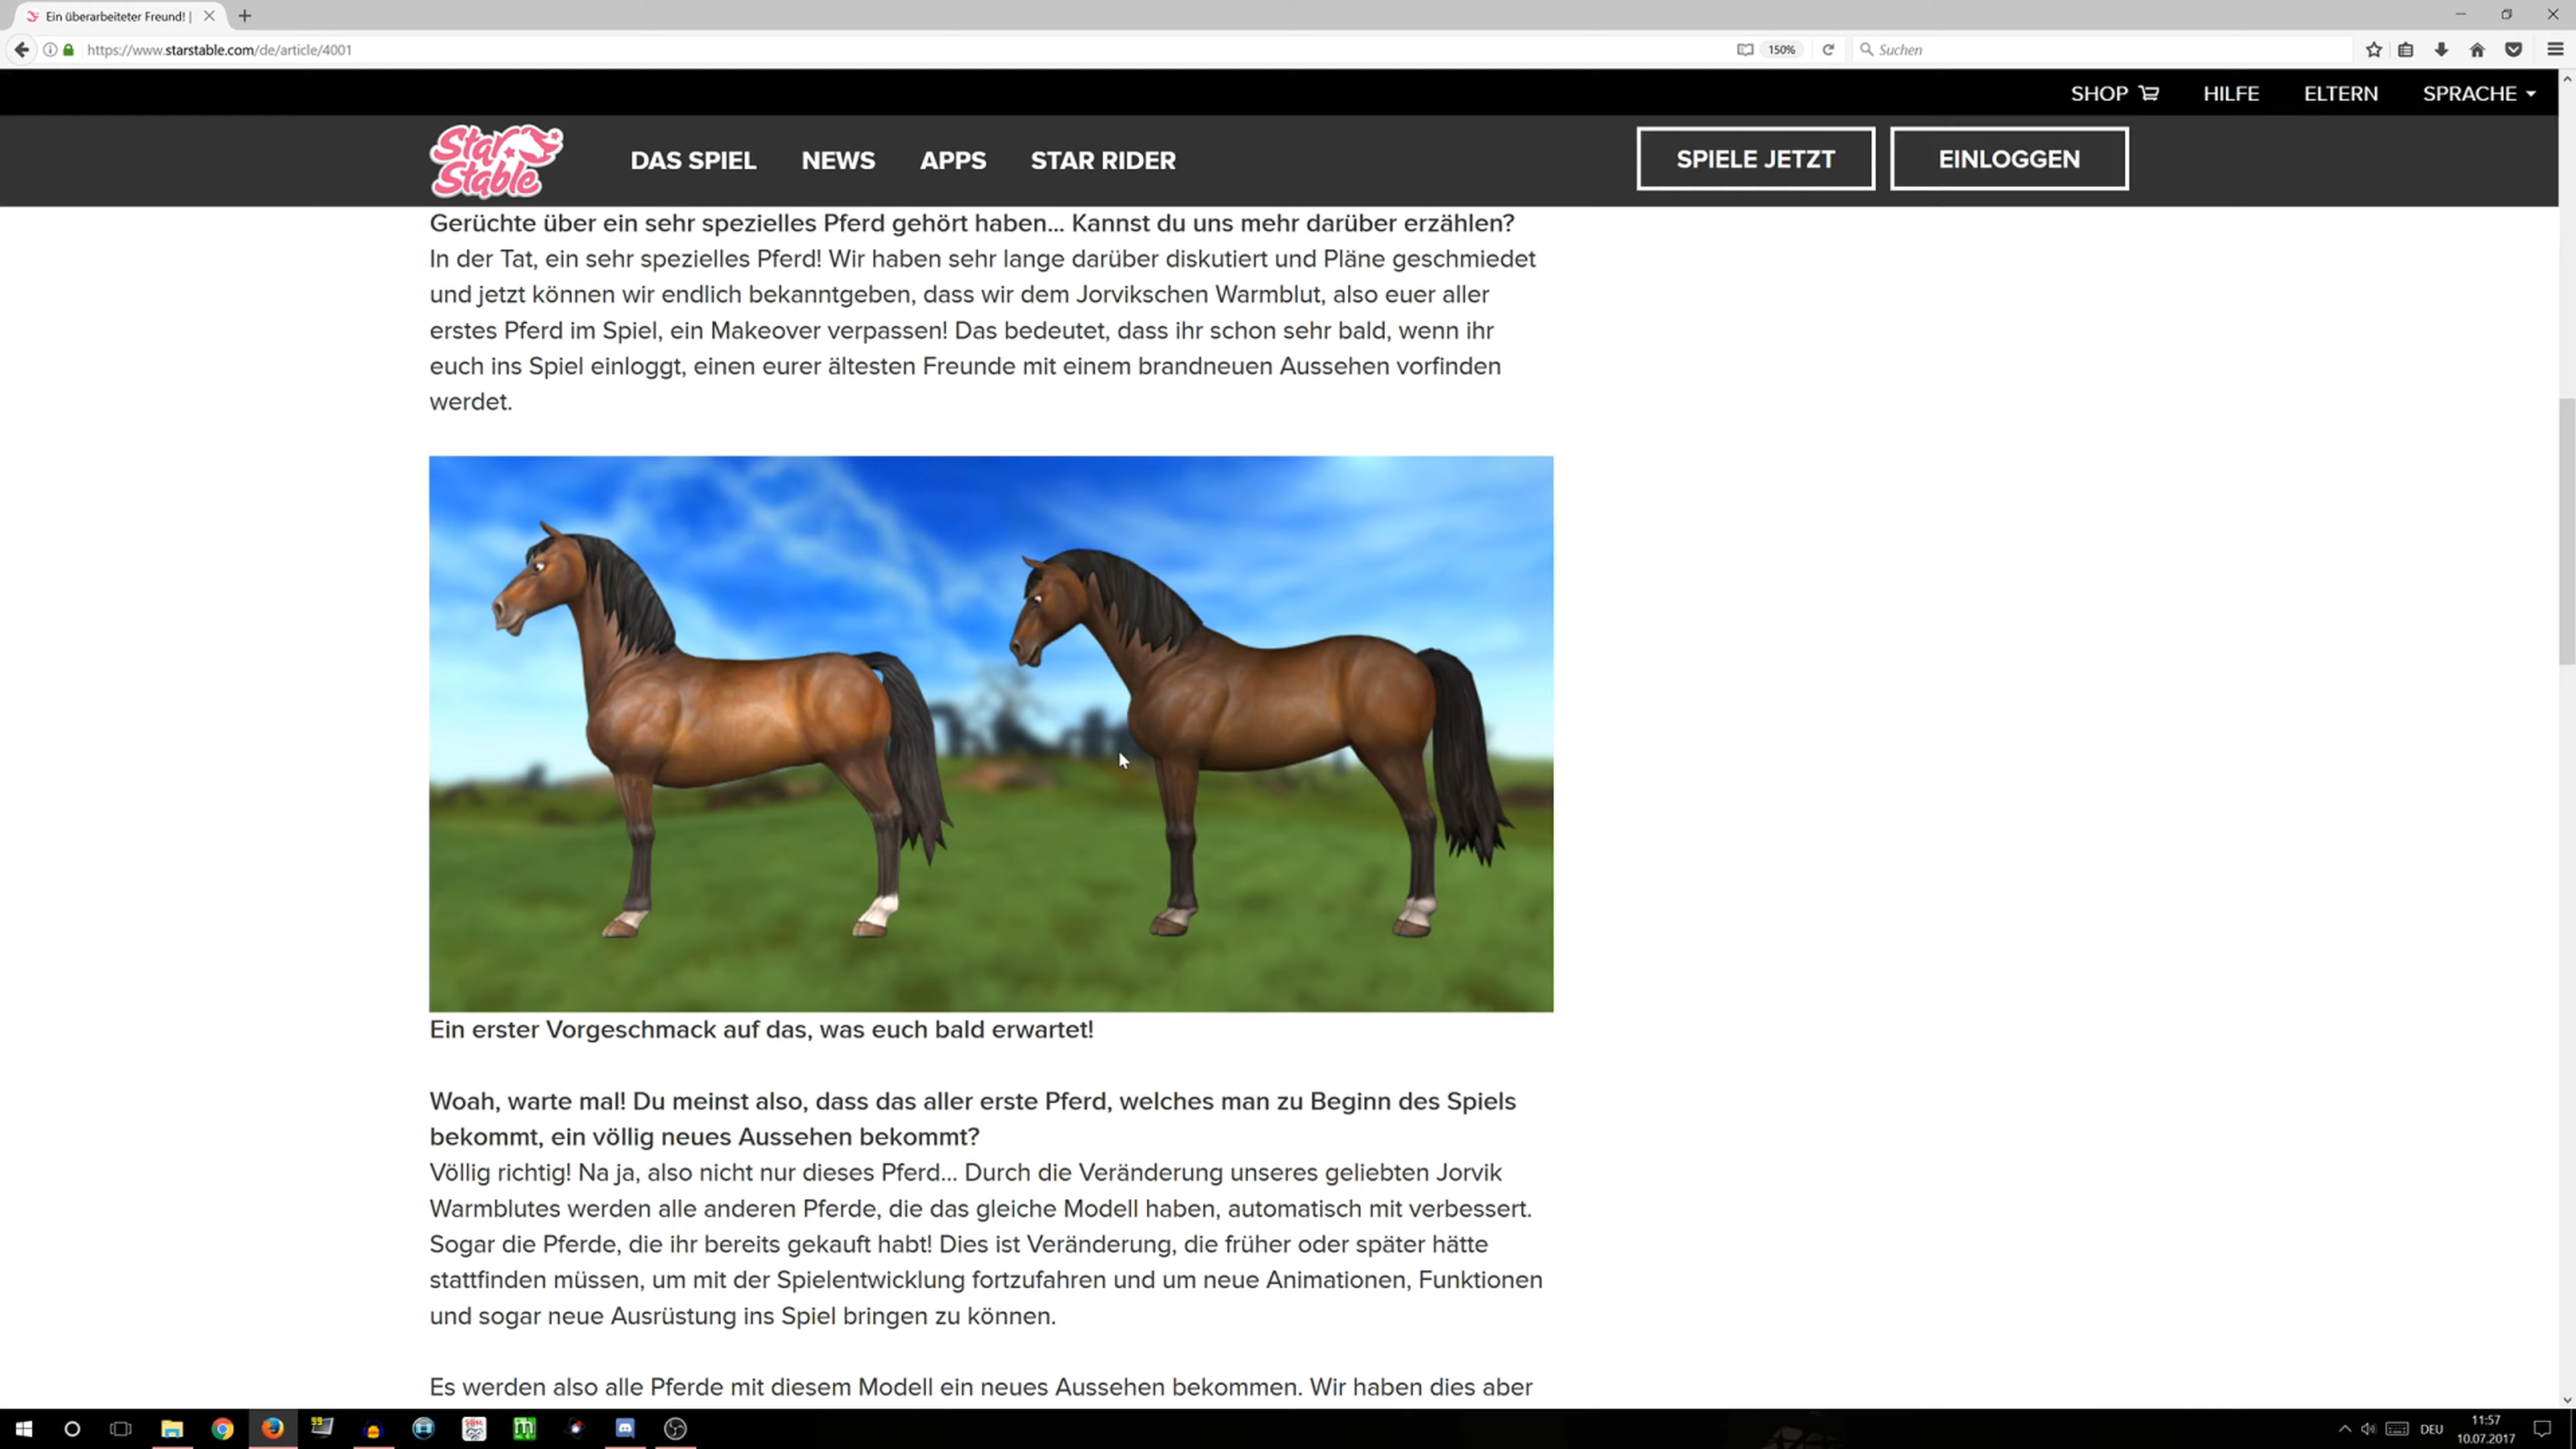 Ein überarbeiteter Freund! |
https://www.starstable.com/de/article/4001
150%
Suchen
SHOP
HILFE
ELTERN
SPRACHE
Star Stable
DAS SPIEL
NEWS
APPS
STAR RIDER
SPIELE JETZT
EINLOGGEN
Gerüchte über ein sehr spezielles Pferd gehört haben... Kannst du uns mehr darüber erzählen?
In der Tat, ein sehr spezielles Pferd! Wir haben sehr lange darüber diskutiert und Pläne geschmiedet
und jetzt können wir endlich bekanntgeben, dass wir dem Jorvikschen Warmblut, also euer aller
erstes Pferd im Spiel, ein Makeover verpassen! Das bedeutet, dass ihr schon sehr bald, wenn ihr
euch ins Spiel einloggt, einen eurer ältesten Freunde mit einem brandneuen Aussehen vorfinden
werdet.
Ein erster Vorgeschmack auf das, was euch bald erwartet!
Woah, warte mal! Du meinst also, dass das aller erste Pferd, welches man zu Beginn des Spiels
bekommt, ein völlig neues Aussehen bekommt?
Völlig richtig! Na ja, also nicht nur dieses Pferd... Durch die Veränderung unseres geliebten Jorvik
Warmblutes werden alle anderen Pferde, die das gleiche Modell haben, automatisch mit verbessert.
Sogar die Pferde, die ihr bereits gekauft habt! Dies ist Veränderung, die früher oder später hätte
stattfinden müssen, um mit der Spielentwicklung fortzufahren und um neue Animationen, Funktionen
und sogar neue Ausrüstung ins Spiel bringen zu können.
Es werden also alle Pferde mit diesem Modell ein neues Aussehen bekommen. Wir haben dies aber
99
DEU
11:57
10.07.2017